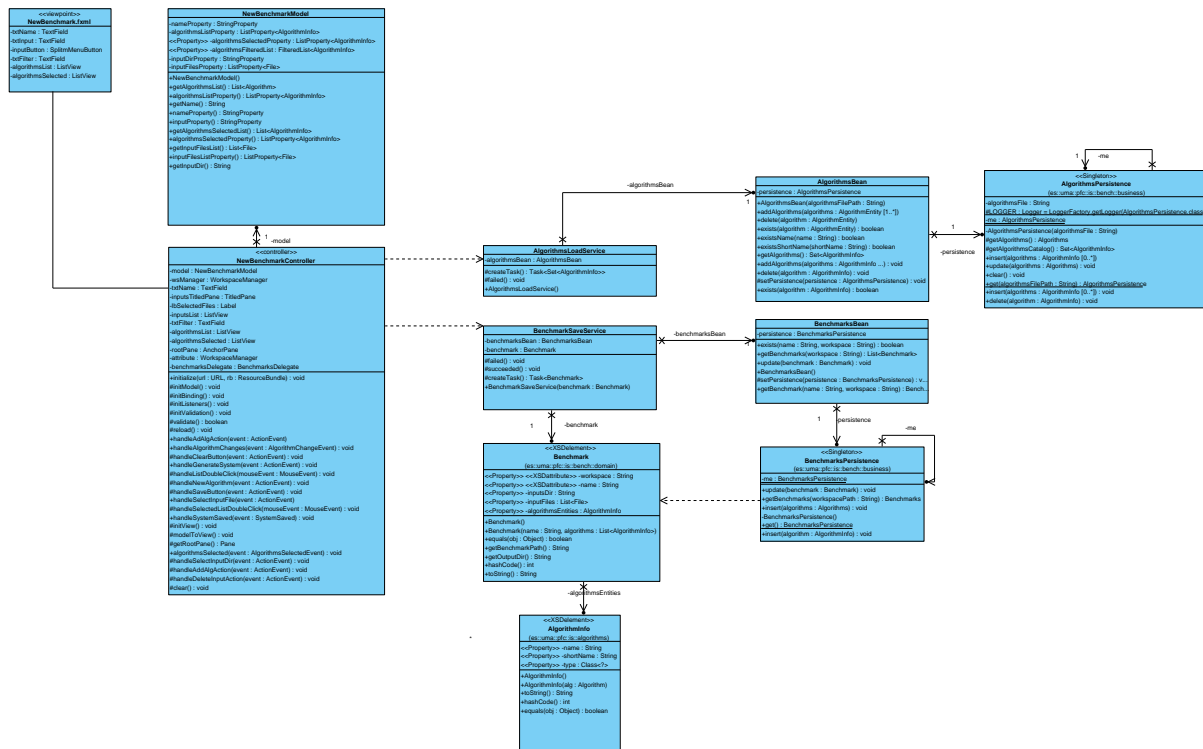 <<viewpoint>>
NewBenchmark.fxml
-txtName : TextField
-txtInput : TextField
-inputButton : SplitmMenuButton
-txtFilter : TextField
-algorithmsList : ListView
-algorithmsSelected : ListView
NewBenchmarkModel
-nameProperty : StringProperty
-algorithmsListProperty : ListProperty<AlgorithmInfo>
<<Property>> -algorithmsSelectedProperty : ListProperty<AlgorithmInfo>
<<Property>> -algorithmsFilteredList : FilteredList<AlgorithmInfo>
-inputDirProperty : StringProperty
-inputFilesProperty : ListProperty<File>
+NewBenchmarkModel()
+getAlgorithmsList() : List<Algorithm>
+algorithmsListProperty() : ListProperty<AlgorithmInfo>
+getName() : String
+nameProperty() : StringProperty
+inputProperty() : StringProperty
+getAlgorithmsSelectedList() : List<AlgorithmInfo>
+algorithmsSelectedProperty() : ListProperty<AlgorithmInfo>
+getInputFilesList() : List<File>
+inputFilesListProperty() : ListProperty<File>
+getInputDir() : String
1
-model
<<controller>>
NewBenchmarkController
-model : NewBenchmarkModel
-wsManager : WorkspaceManager
-txtName : TextField
-inputsTitledPane : TitledPane
-lbSelectedFiles : Label
-inputsList : ListView
-txtFilter : TextField
-algorithmsList : ListView
-algorithmsSelected : ListView
-rootPane : AnchorPane
-attribute : WorkspaceManager
-benchmarksDelegate : BenchmarksDelegate
+initialize(url : URL, rb : ResourceBundle) : void
#initModel() : void
#initBinding() : void
#initListeners() : void
#initValidation() : void
#validate() : boolean
#reload() : void
+handleAdAlgAction(event : ActionEvent)
+handleAlgorithmChanges(event : AlgorithmChangeEvent) : void
+handleClearButton(event : ActionEvent) : void
+handleGenerateSystem(event : ActionEvent) : void
#handleListDoubleClick(mouseEvent : MouseEvent) : void
#handleNewAlgorithm(event : ActionEvent) : void
#handleSaveButton(event : ActionEvent) : void
+handleSelectInputFile(event : ActionEvent)
#handleSelectedListDoubleClick(mouseEvent : MouseEvent) : void
+handleSystemSaved(event : SystemSaved) : void
#initView() : void
#modelToView() : void
#getRootPane() : Pane
+algorithmsSelected(event : AlgorithmsSelectedEvent) : void
#handleSelectInputDir(event : ActionEvent) : void
#handleAddAlgAction(event : ActionEvent) : void
#handleDeleteInputAction(event : ActionEvent) : void
#clear() : void
-algorithmsBean
1
AlgorithmsLoadService
-algorithmsBean : AlgorithmsBean
#createTask() : Task<Set<AlgorithmInfo>>
#failed() : void
+AlgorithmsLoadService()
AlgorithmsBean
-persistence : AlgorithmsPersistence
+AlgorithmsBean(algorithmsFilePath : String)
+addAlgorithms(algorithms : AlgorithmEntity [1..*])
+delete(algorithm : AlgorithmEntity)
+exists(algorithm : AlgorithmEntity) : boolean
+existsName(name : String) : boolean
+existsShortName(shortName : String) : boolean
+getAlgorithms() : Set<AlgorithmInfo>
+addAlgorithms(algorithms : AlgorithmInfo ...) : void
+delete(algorithm : AlgorithmInfo) : void
#setPersistence(persistence : AlgorithmsPersistence) : void
+exists(algorithm : AlgorithmInfo) : boolean
1
-persistence
1
-me
<<Singleton>>
AlgorithmsPersistence
(es::uma::pfc::is::bench::business)
-algorithmsFile : String
#LOGGER : Logger = LoggerFactory.getLogger(AlgorithmsPersistence.class)
-me : AlgorithmsPersistence
-AlgorithmsPersistence(algorithmsFile : String)
#getAlgorithms() : Algorithms
#getAlgorithmsCatalog() : Set<AlgorithmInfo>
+insert(algorithms : AlgorithmInfo [0..*]) : void
+update(algorithms : Algorithms) : void
+clear() : void
+get(algorithmsFilePath : String) : AlgorithmsPersistence
+insert(algorithms : AlgorithmInfo [0..*]) : void
+delete(algorithm : AlgorithmInfo) : void
BenchmarkSaveService
-benchmarksBean : BenchmarksBean
-benchmark : Benchmark
#failed() : void
#succeeded() : void
#createTask() : Task<Benchmark>
+BenchmarkSaveService(benchmark : Benchmark)
-benchmarksBean
1
BenchmarksBean
-persistence : BenchmarksPersistence
+exists(name : String, workspace : String) : boolean
+getBenchmarks(workspace : String) : List<Benchmark>
+update(benchmark : Benchmark) : void
+BenchmarksBean()
#setPersistence(persistence : BenchmarksPersistence) : v...
+getBenchmark(name : String, workspace : String) : Bench...
1
-benchmark
1
-persistence
1
-me
<<XSDelement>>
Benchmark
(es::uma::pfc::is::bench::domain)
<<Property>> <<XSDattribute>> -workspace : String
<<Property>> <<XSDattribute>> -name : String
<<Property>> -inputsDir : String
<<Property>> -inputFiles : List<File>
<<Property>> -algorithmsEntities : AlgorithmInfo
+Benchmark()
+Benchmark(name : String, algorithms : List<AlgorithmInfo>)
+equals(obj : Object) : boolean
+getBenchmarkPath() : String
+getOutputDir() : String
+hashCode() : int
+toString() : String
<<Singleton>>
BenchmarksPersistence
(es::uma::pfc::is::bench::business)
-me : BenchmarksPersistence
+update(benchmark : Benchmark) : void
+getBenchmarks(workspacePath : String) : Benchmarks
+insert(algorithms : Algorithms) : void
-BenchmarksPersistence()
+get() : BenchmarksPersistence
+insert(algorithm : AlgorithmInfo) : void
-algorithmsEntities
<<XSDelement>>
AlgorithmInfo
(es::uma::pfc::is::algorithms)
<<Property>> -name : String
<<Property>> -shortName : String
<<Property>> -type : Class<?>
+AlgorithmInfo()
+AlgorithmInfo(alg : Algorithm)
+toString() : String
+hashCode() : int
+equals(obj : Object) : boolean